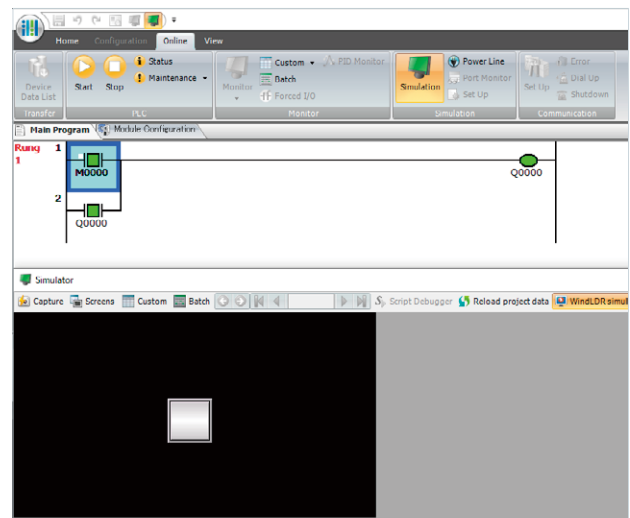 Home Configuration Online View
Device Data List
Start
Stop
Status
Maintenance
Monitor
Custom
PID Monitor
Batch
Forced I/O
Simulation
Power Line
Port Monitor
Set Up
Set Up
Error
Dial Up
Shutdown
Transfer PLC Monitor Simulation Communication
Main Program Module Configuration
Rung 1
1
M0000 Q0000
2
Q0000
Simulator
Capture Screens Custom Batch Script Debugger Reload project data WindLDR simul